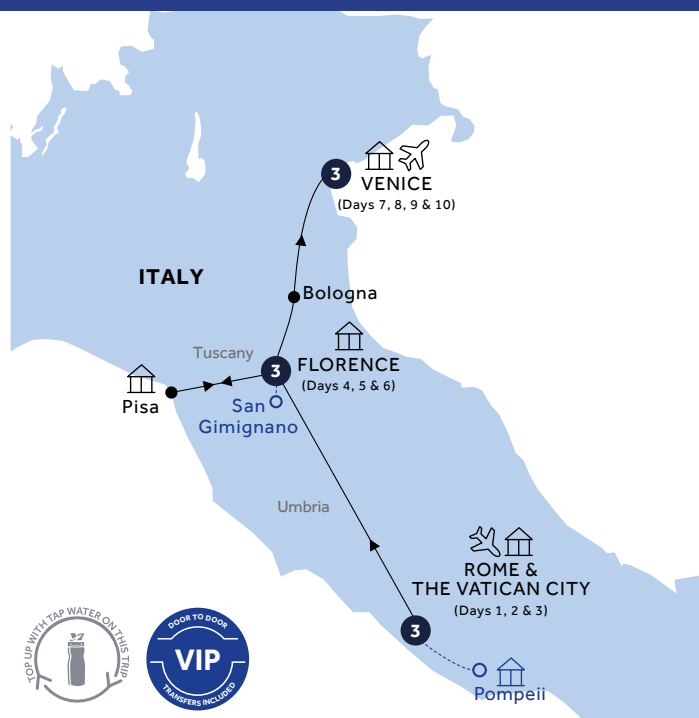 3
VENICE
(Days 7, 8, 9 & 10)
ITALY
Bologna
Tuscany
3
FLORENCE
(Days 4, 5 & 6)
Pisa
San
Gimignano
Umbria
ROME &
THE VATICAN CITY
(Days 1, 2 & 3)
3
Pompeii
TOP UP WITH TAP WATER ON THIS TRIP
DOOR TO DOOR
VIP
TRANSFERS INCLUDED